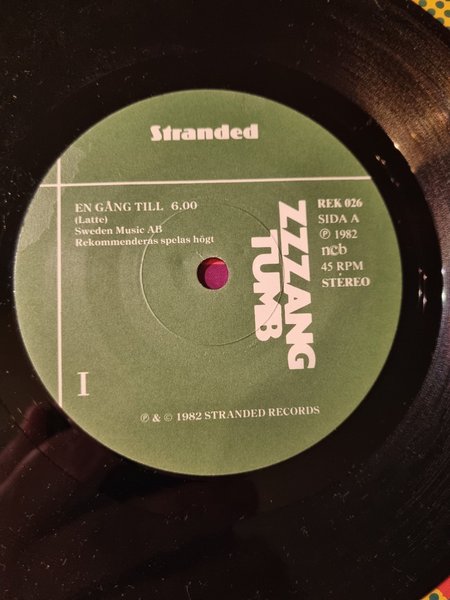 Stranded
EN GÅNG TILL 6.00
(Latte)
Sweden Music AB
Rekommenderas spelas högt
REK 026
SIDA A
℗ 1982
ncb
45 RPM
STÉREO
ZZZANG
TUMB
I
℗ & © 1982 STRANDED RECORDS